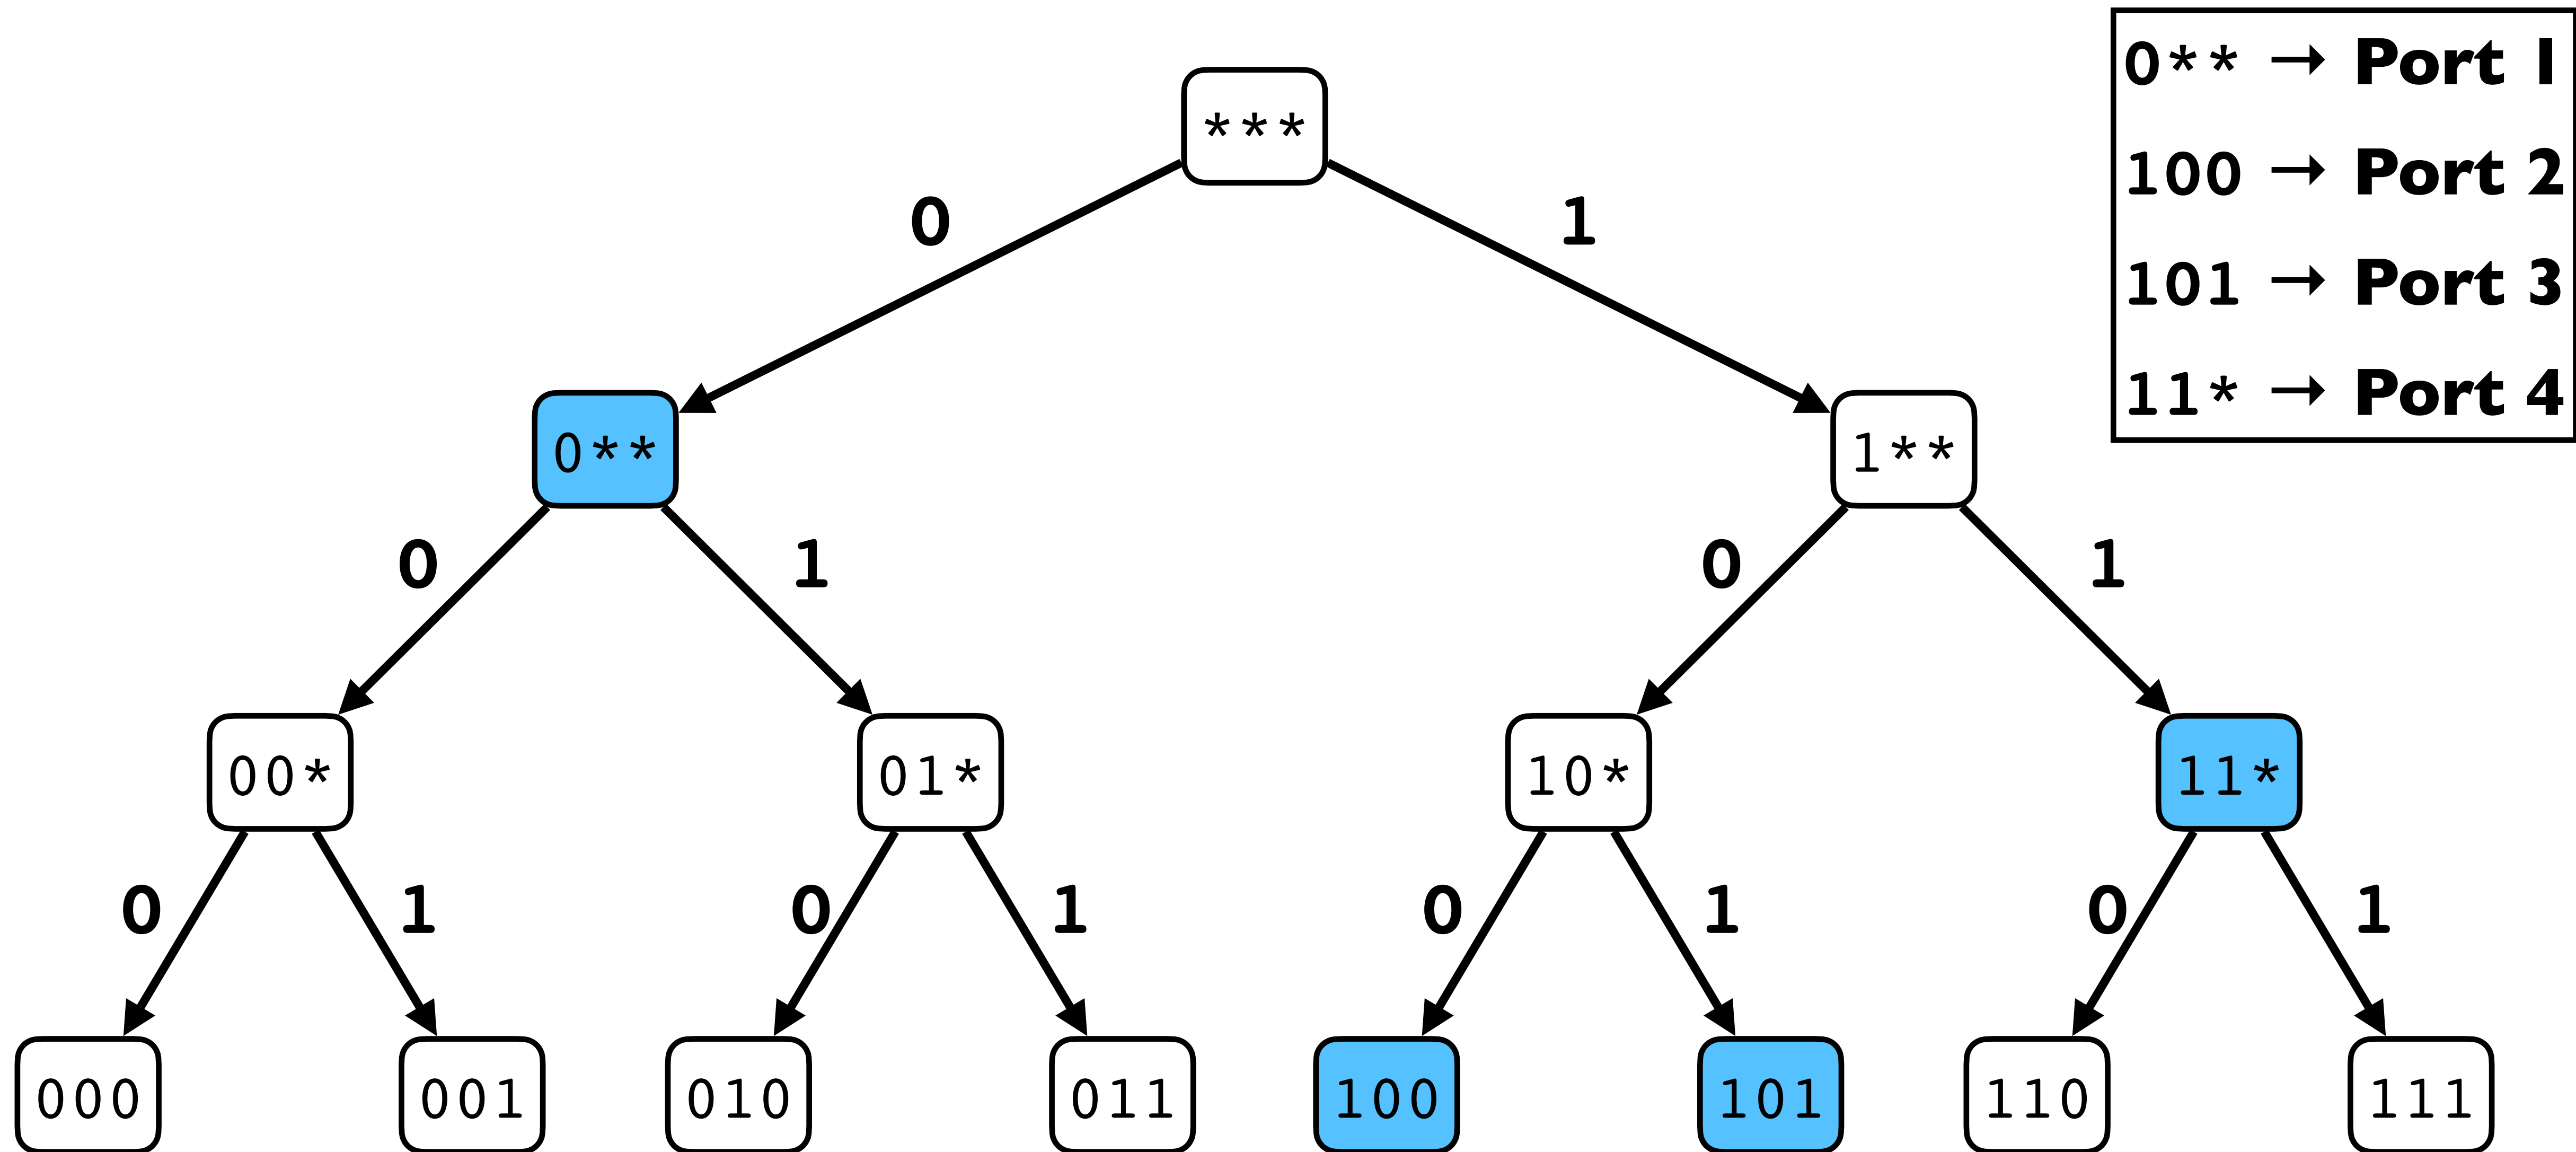 0** → Port 1
100 → Port 2
101 → Port 3
11* → Port 4
***
0 1
0** 1**
0 1 0 1
00* 01* 10* 11*
0 1 0 1 0 1 0 1
000 001 010 011 100 101 110 111